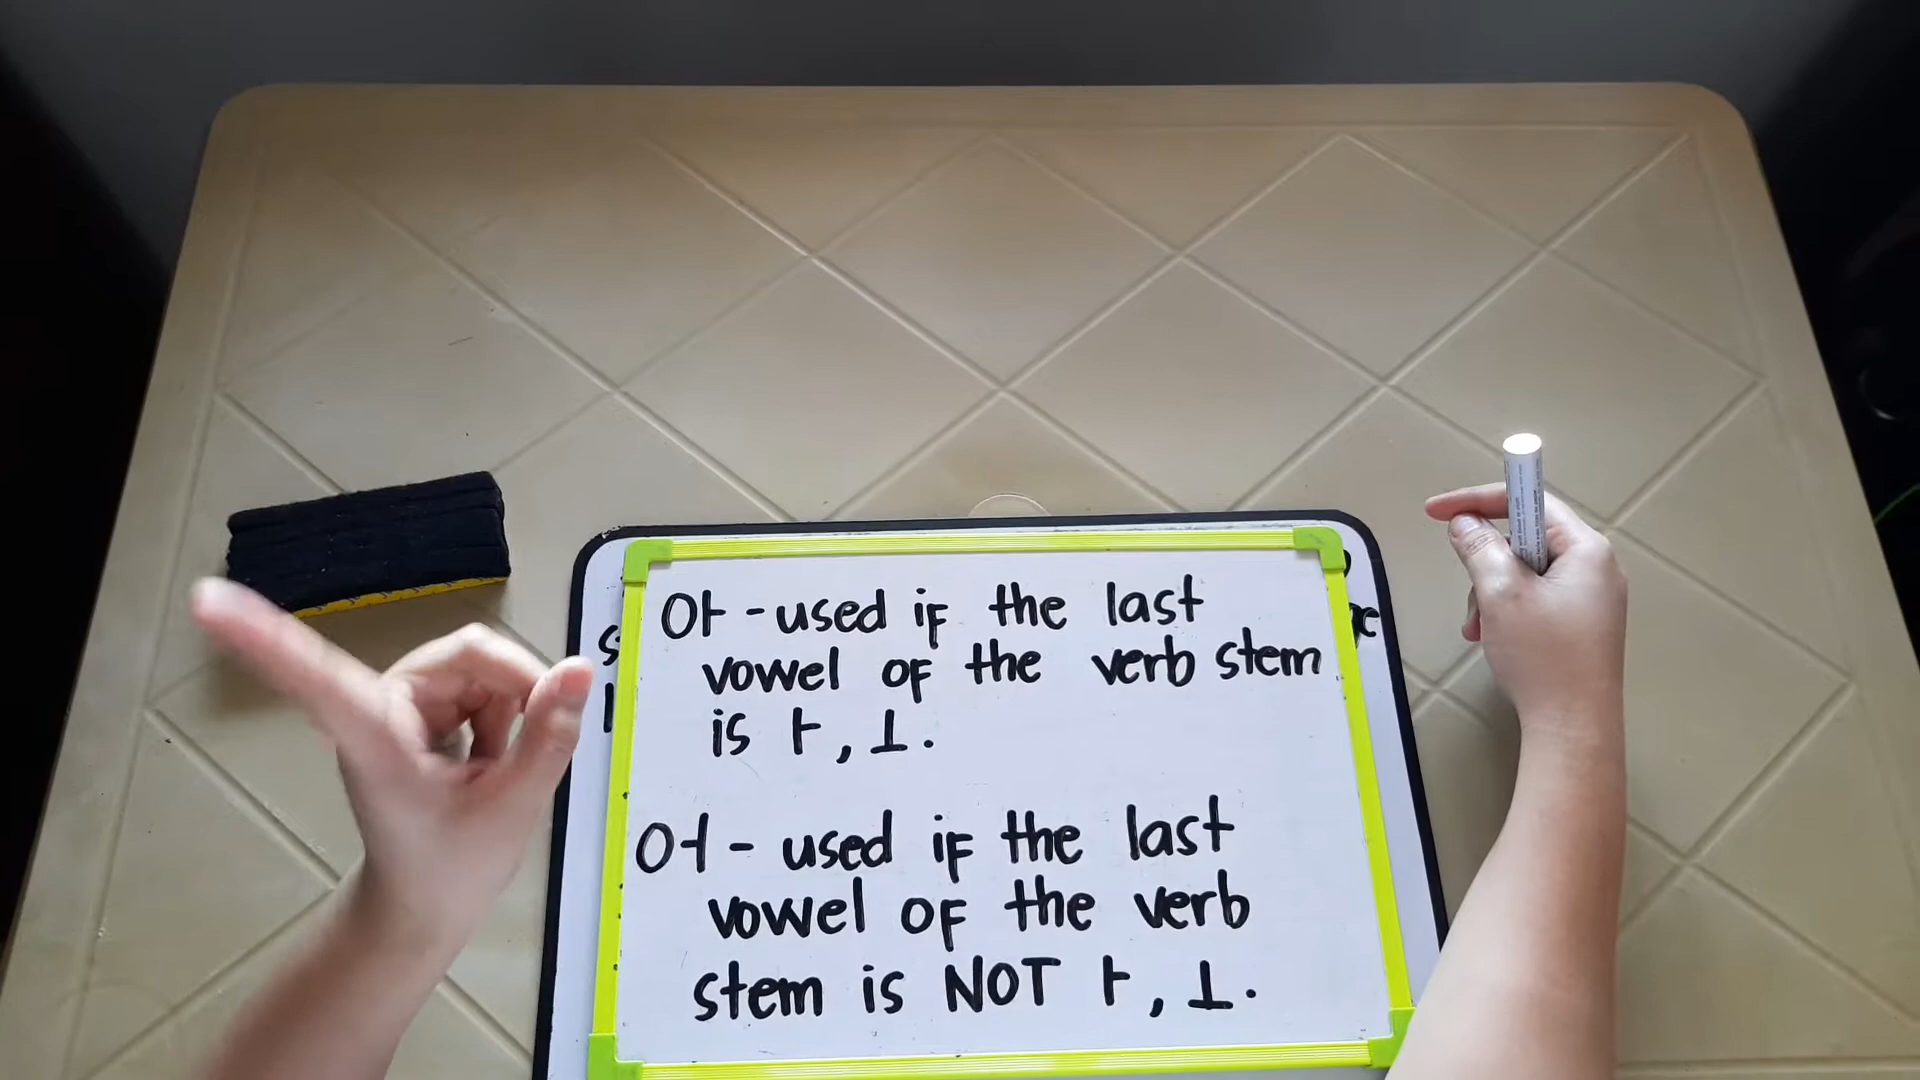 아 - used if the last
vowel of the verb stem
is ㅏ, ㅗ.
어 - used if the last
vowel of the verb
stem is NOT ㅏ, ㅗ.